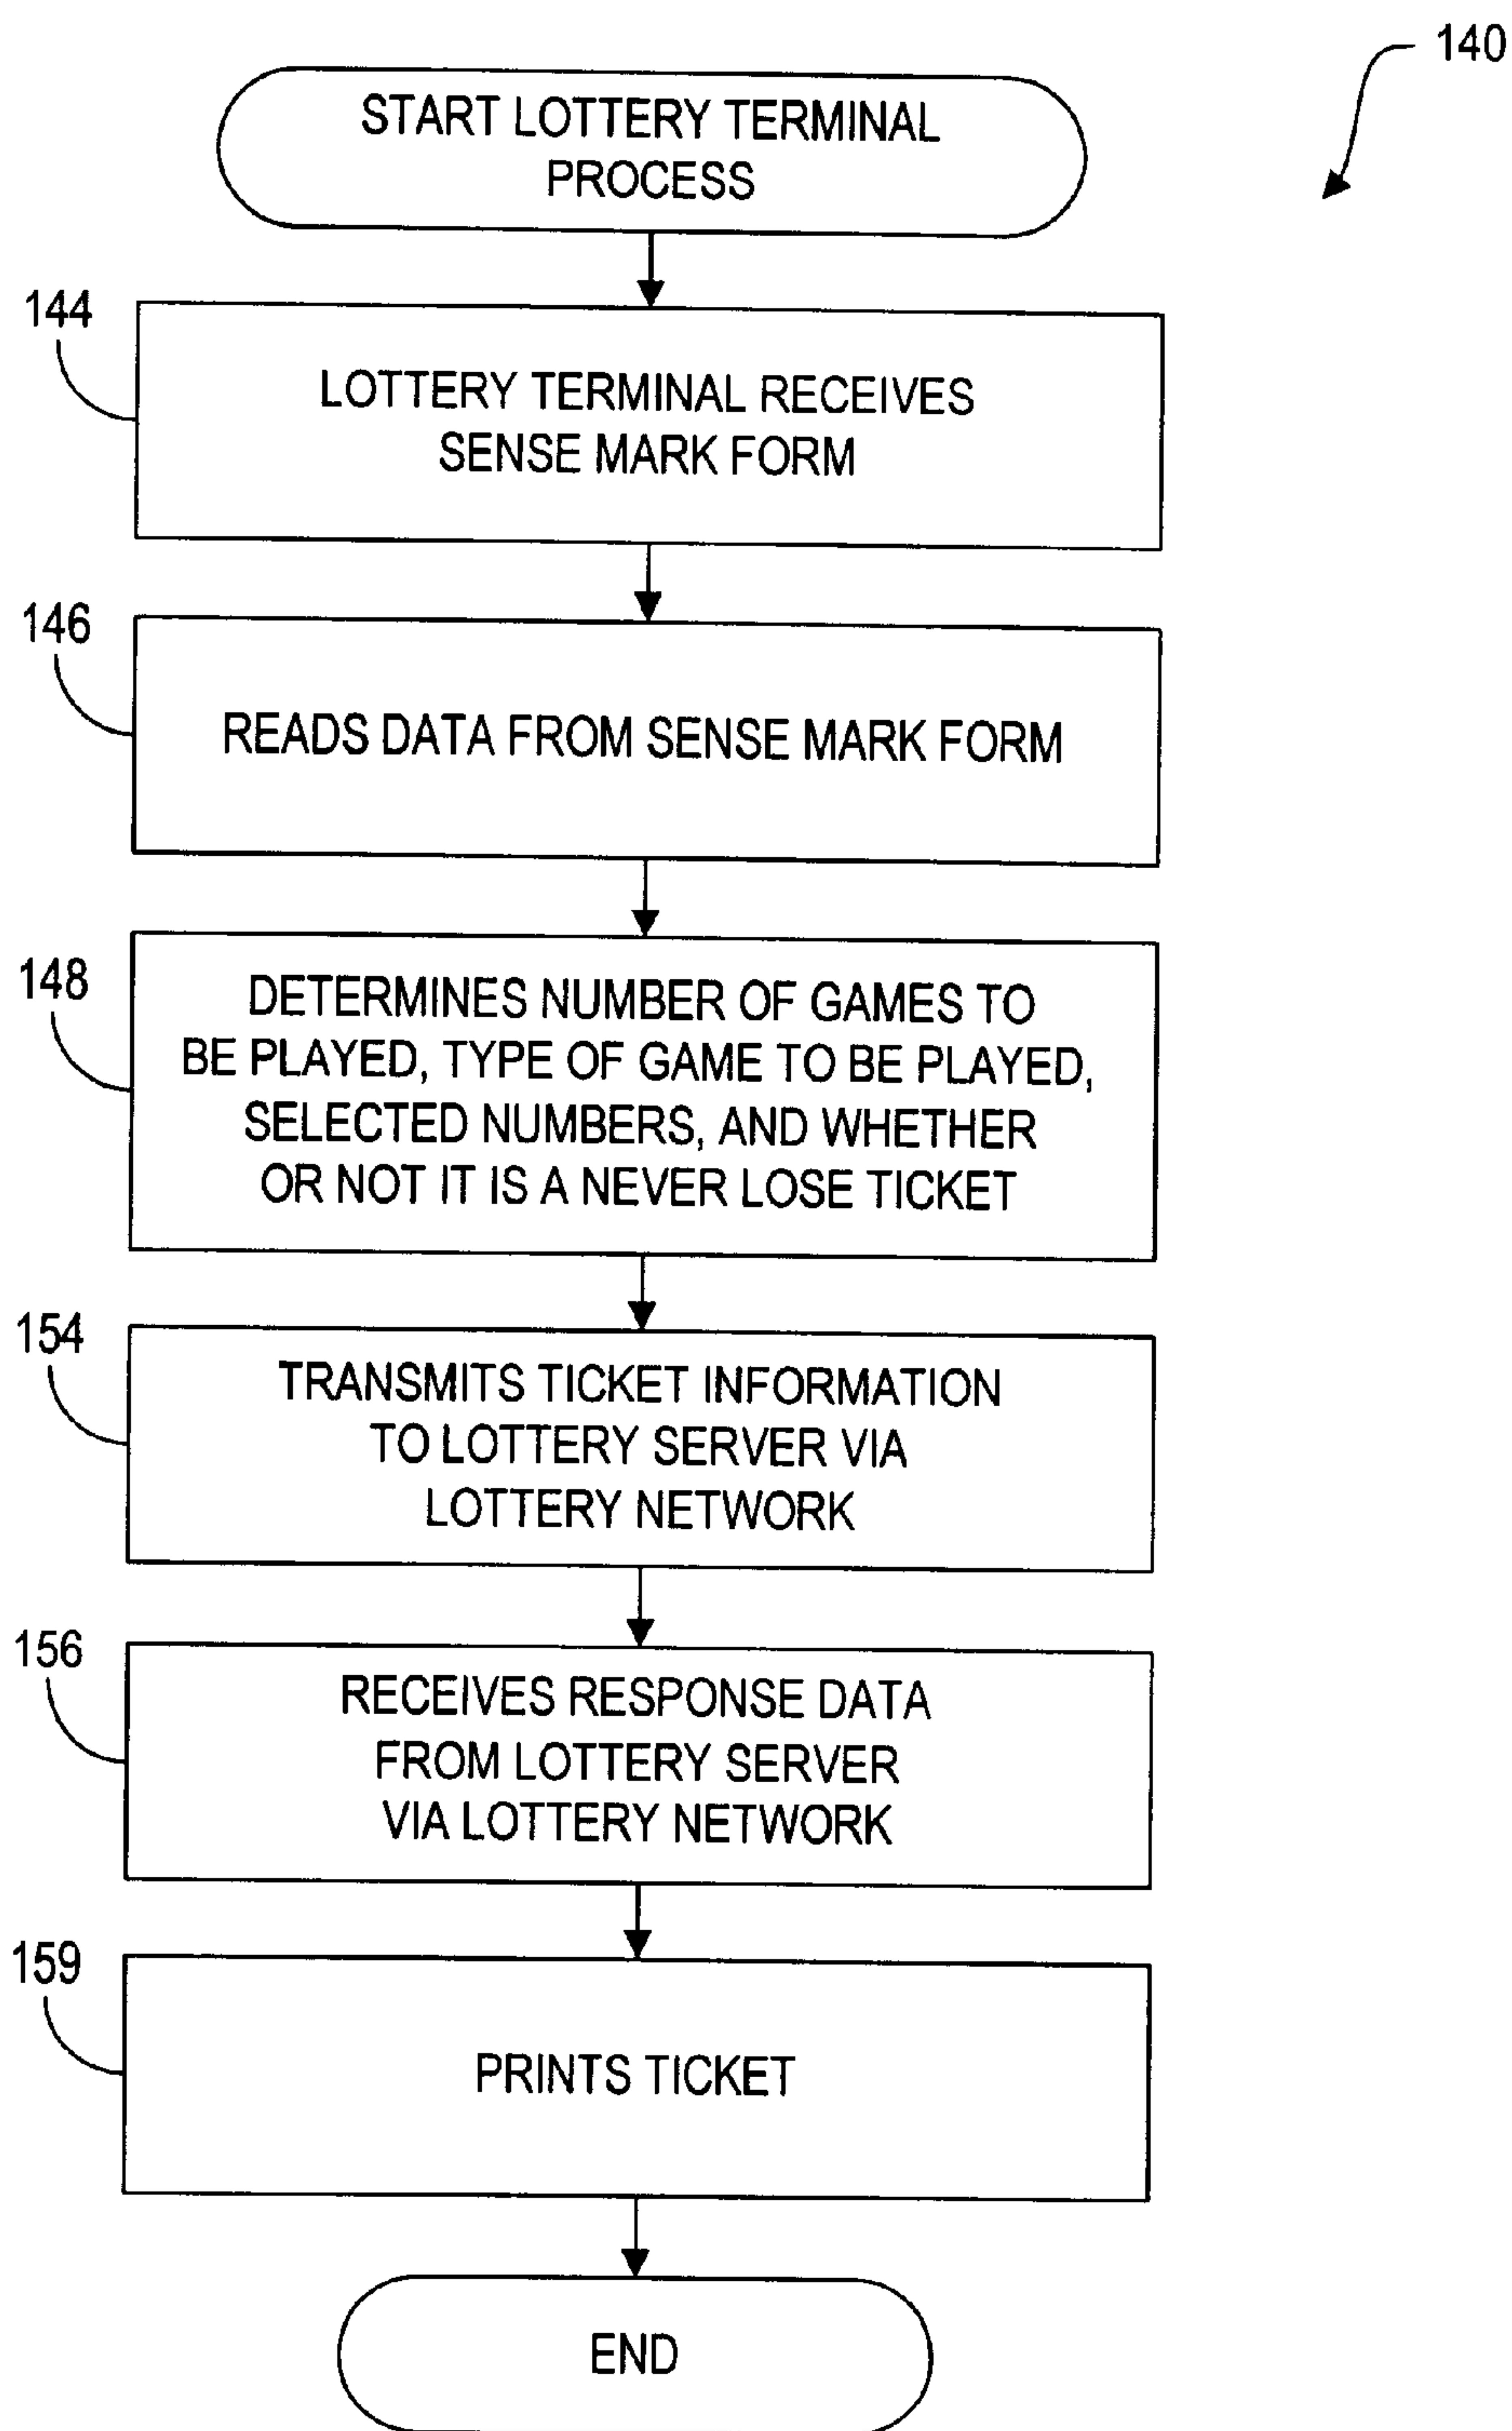 140
START LOTTERY TERMINAL
PROCESS
144
LOTTERY TERMINAL RECEIVES
SENSE MARK FORM
146
READS DATA FROM SENSE MARK FORM
148
DETERMINES NUMBER OF GAMES TO
BE PLAYED, TYPE OF GAME TO BE PLAYED,
SELECTED NUMBERS, AND WHETHER
OR NOT IT IS A NEVER LOSE TICKET
154
TRANSMITS TICKET INFORMATION
TO LOTTERY SERVER VIA
LOTTERY NETWORK
156
RECEIVES RESPONSE DATA
FROM LOTTERY SERVER
VIA LOTTERY NETWORK
159
PRINTS TICKET
END